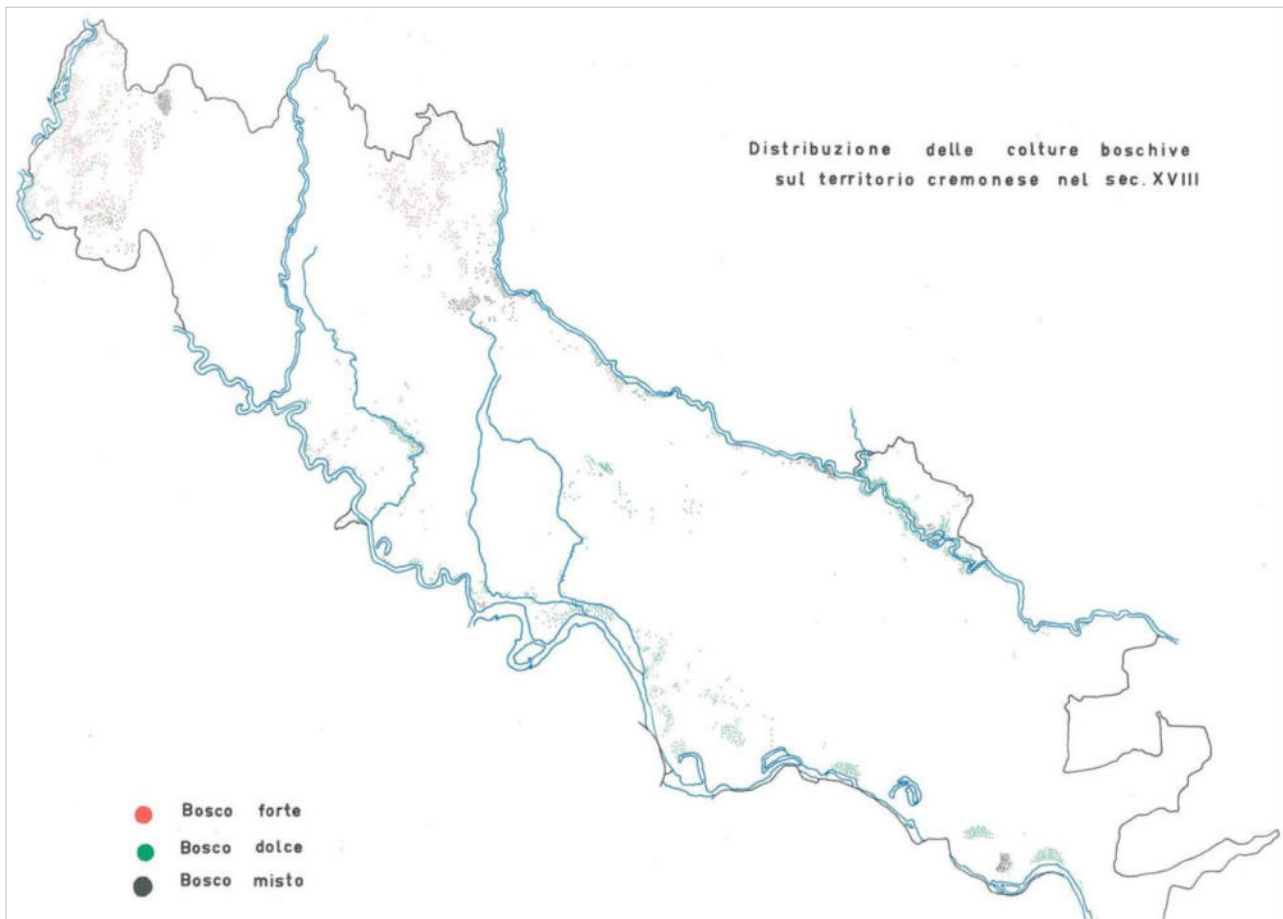 Distribuzione delle colture boschive
sul territorio cremonese nel sec. XVIII
Bosco forte
Bosco dolce
Bosco misto